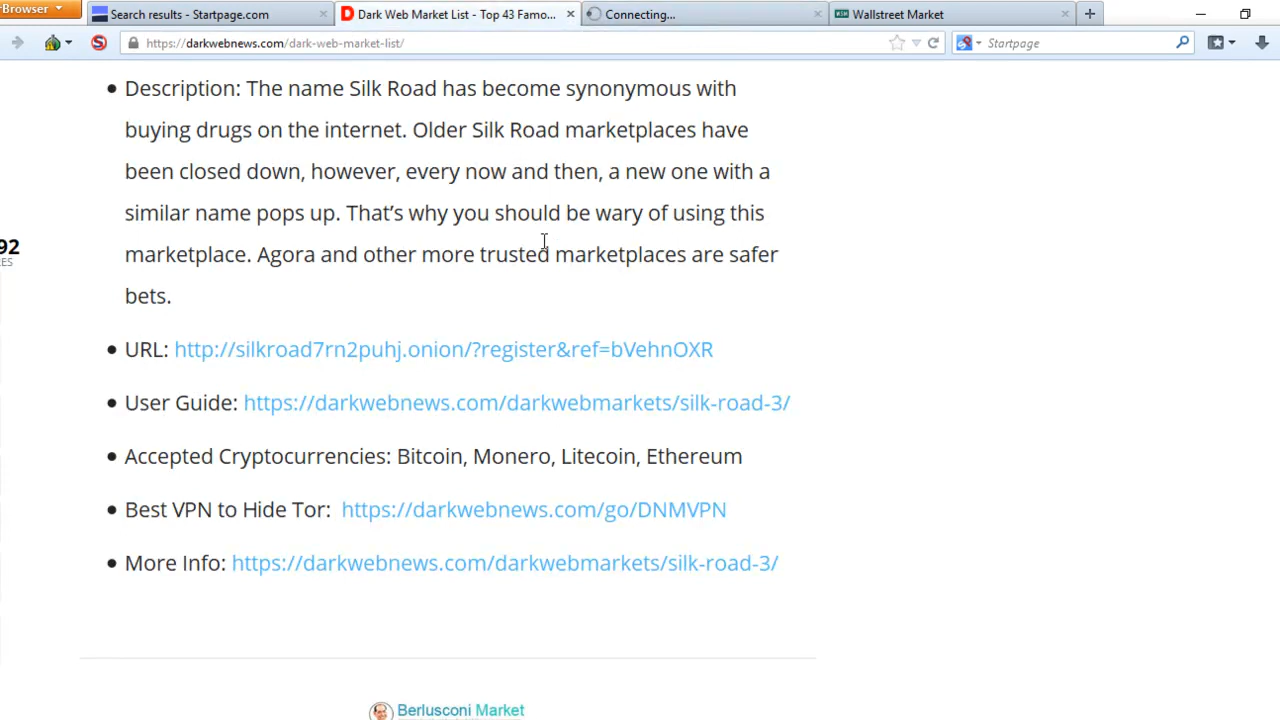 Browser
Search results - Startpage.com
Dark Web Market List - Top 43 Famo...
Connecting...
Wallstreet Market
https://darkwebnews.com/dark-web-market-list/
Startpage
Description: The name Silk Road has become synonymous with
buying drugs on the internet. Older Silk Road marketplaces have
been closed down, however, every now and then, a new one with a
similar name pops up. That's why you should be wary of using this
marketplace. Agora and other more trusted marketplaces are safer
bets.
92
ES
URL: http://silkroad7rn2puhj.onion/?register&ref=bVehnOXR
User Guide: https://darkwebnews.com/darkwebmarkets/silk-road-3/
Accepted Cryptocurrencies: Bitcoin, Monero, Litecoin, Ethereum
Best VPN to Hide Tor: https://darkwebnews.com/go/DNMVPN
More Info: https://darkwebnews.com/darkwebmarkets/silk-road-3/
Berlusconi Market